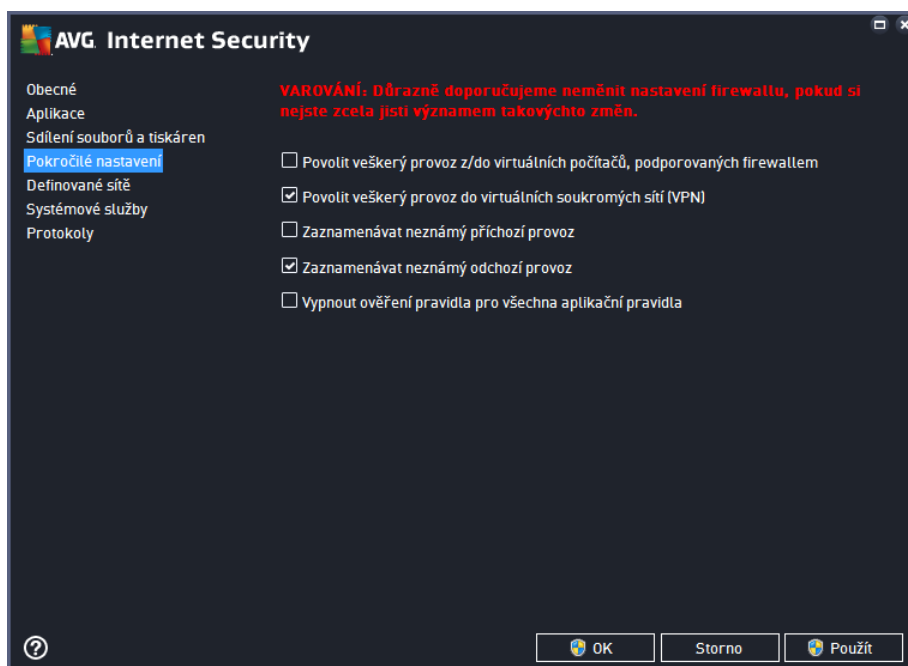 AVG. Internet Security
Obecné
Aplikace
Sdílení souborů a tiskáren
Pokročilé nastavení
Definované sítě
Systémové služby
Protokoly
VAROVÁNÍ: Důrazně doporučujeme neměnit nastavení firewallu, pokud si
nejste zcela jisti významem takovýchto změn.
Povolit veškerý provoz z/do virtuálních počítačů, podporovaných firewallem
Povolit veškerý provoz do virtuálních soukromých sítí (VPN)
Zaznamenávat neznámý příchozí provoz
Zaznamenávat neznámý odchozí provoz
Vypnout ověření pravidla pro všechna aplikační pravidla
?
OK
Storno
Použít